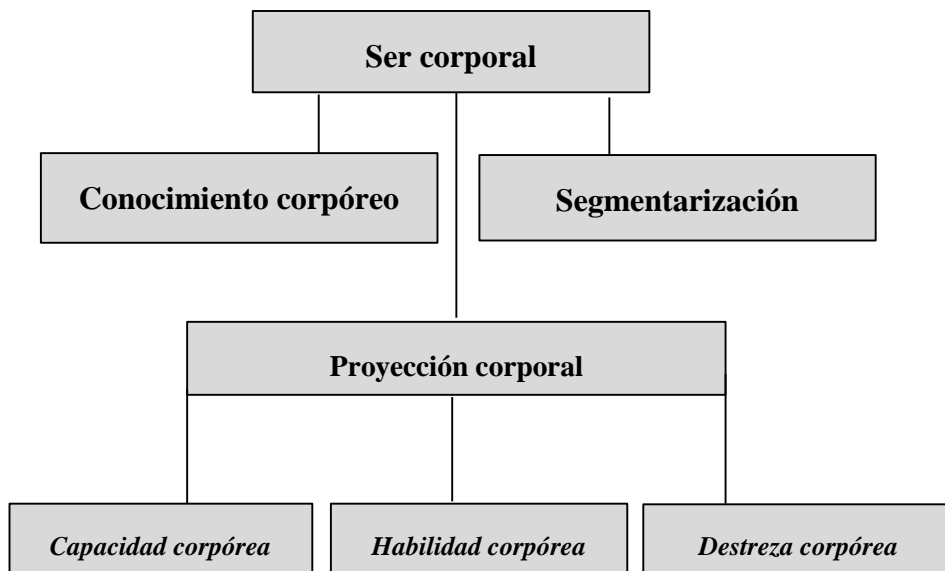 Ser corporal
Conocimiento corpóreo
Segmentarización
Proyección corporal
Capacidad corpórea
Habilidad corpórea
Destreza corpórea